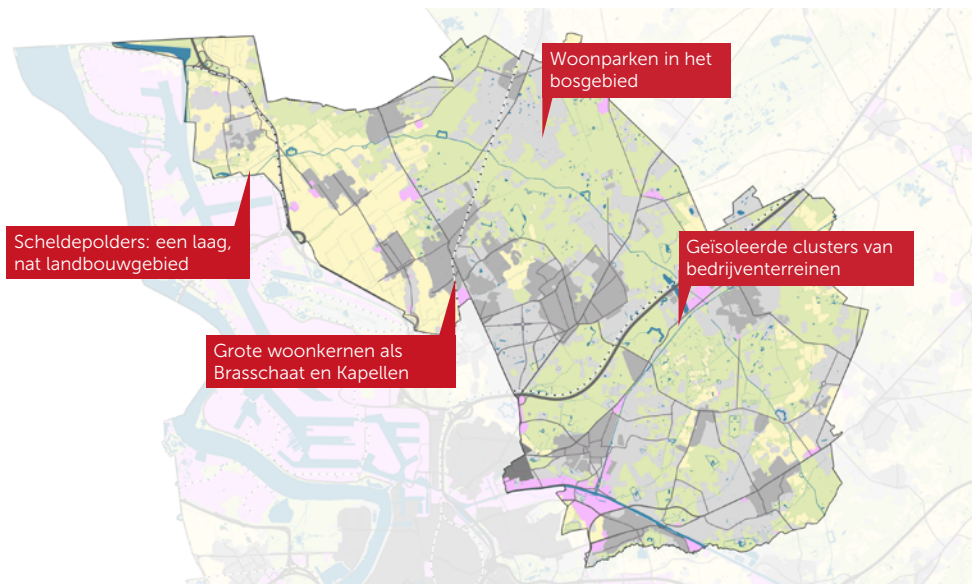 Woonparken in het
bosgebied
Scheldepolders: een laag,
nat landbouwgebied
Geïsoleerde clusters van
bedrijventerreinen
Grote woonkernen als
Brasschaat en Kapellen